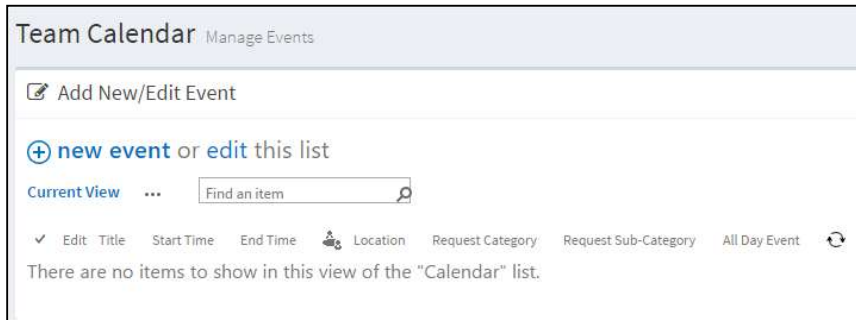 Team Calendar Manage Events
Add New/Edit Event
new event or edit this list
Current View ... Find an item
Edit Title Start Time End Time Location Request Category Request Sub-Category All Day Event
There are no items to show in this view of the "Calendar" list.